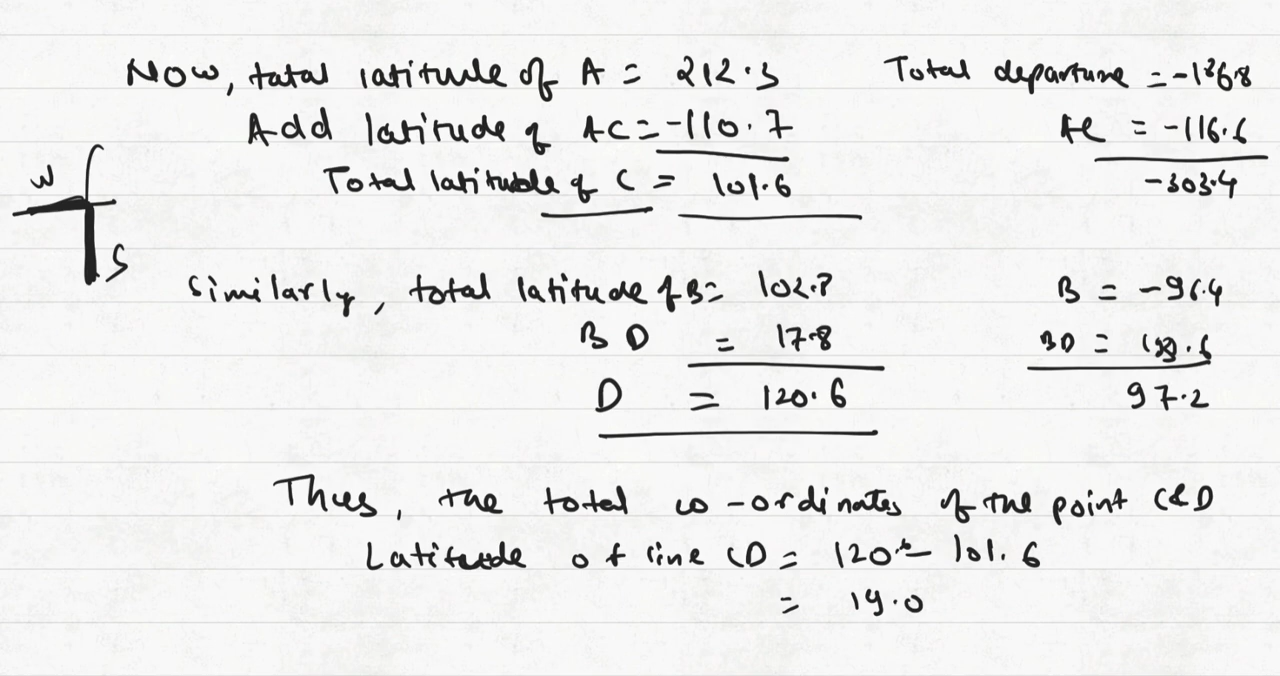 Now, tatal latitude of A = 212.3 Total departure = -186.8
Add latitude of AC = -110.7 AC = -116.6
Total latitude of C = 101.6 -303.4
W
S
Similarly, total latitude of B = 102.8 B = -96.4
BD = 17.8 BD =
D = 120.6 97.2
Thus, the total co-ordinates of the point C & D
Latitude of line CD = 120.6 - 101.6
= 19.0